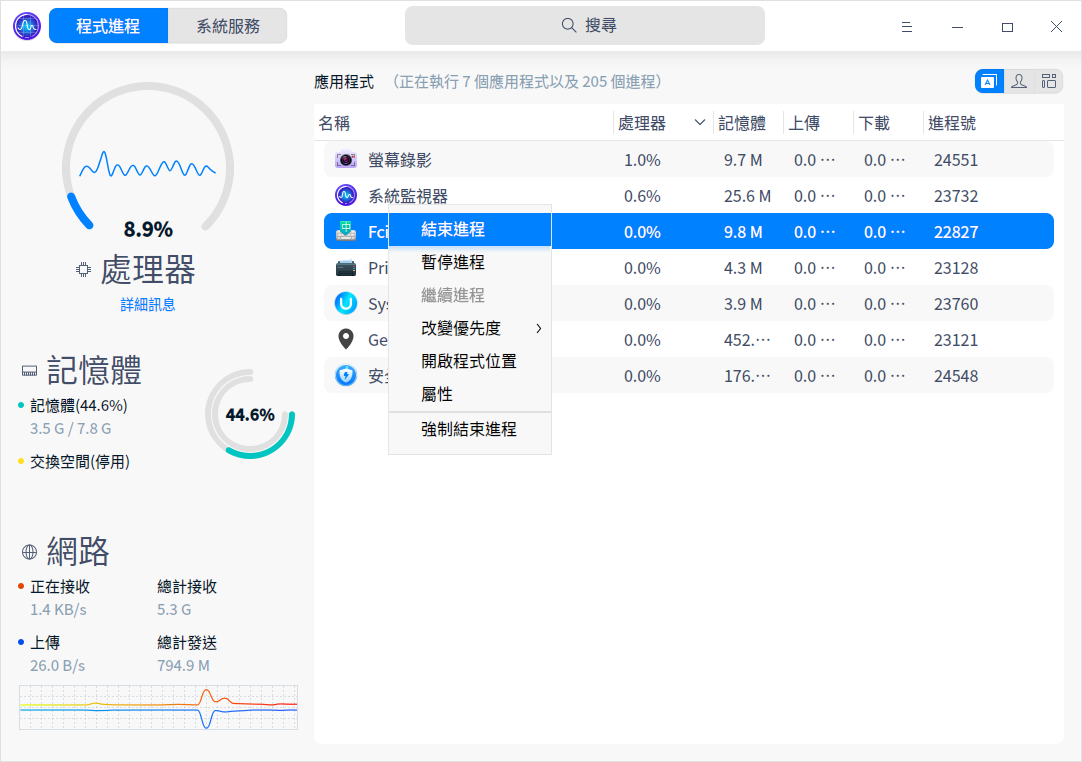 程式進程 系統服務 搜尋
應用程式 （正在執行 7 個應用程式以及 205 個進程）
名稱 處理器 記憶體 上傳 下載 進程號
螢幕錄影 1.0% 9.7 M 0.0 ··· 0.0 ··· 24551
系統監視器 0.6% 25.6 M 0.0 ··· 0.0 ··· 23732
Fci 0.0% 9.8 M 0.0 ··· 0.0 ··· 22827
Pri 0.0% 4.3 M 0.0 ··· 0.0 ··· 23128
Sys 0.0% 3.9 M 0.0 ··· 0.0 ··· 23760
Ge 0.0% 452.··· 0.0 ··· 0.0 ··· 23121
安全 0.0% 176.··· 0.0 ··· 0.0 ··· 24548
結束進程
暫停進程
繼續進程
改變優先度
開啟程式位置
屬性
強制結束進程
8.9%
處理器
詳細訊息
記憶體
記憶體(44.6%)
3.5 G / 7.8 G
交換空間(停用)
44.6%
網路
正在接收 總計接收
1.4 KB/s 5.3 G
上傳 總計發送
26.0 B/s 794.9 M